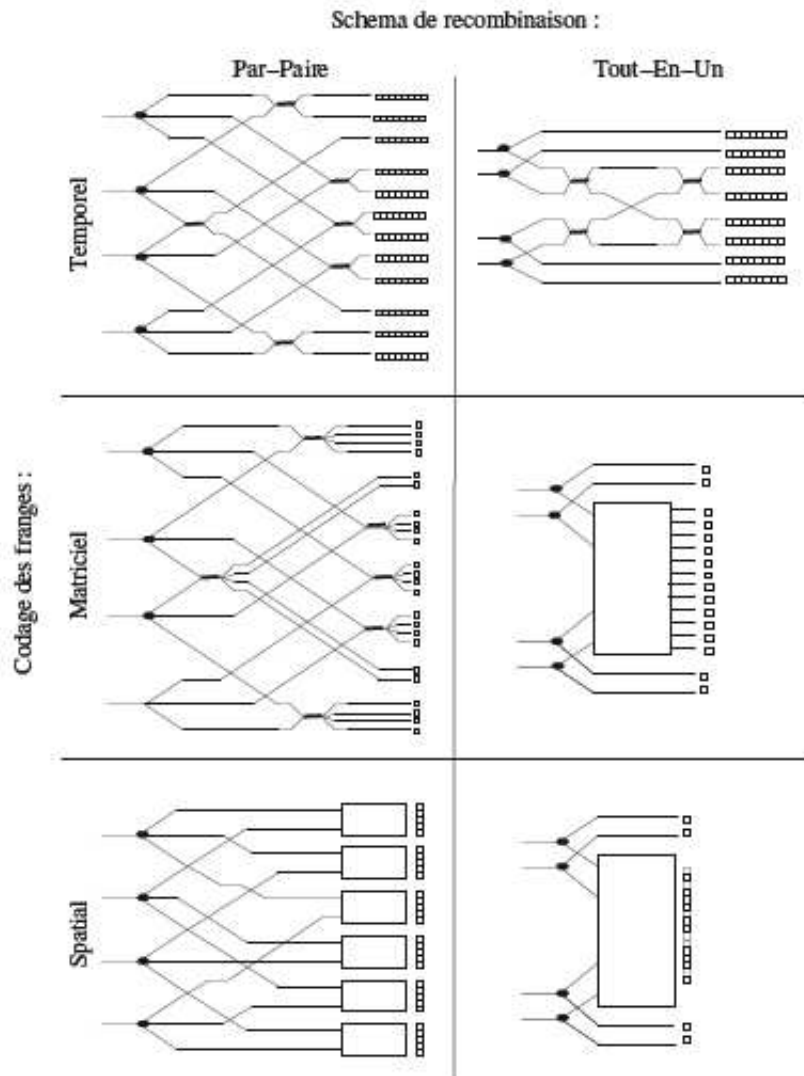 Schema de recombinaison :
Par–Paire
Tout–En–Un
Codage des franges :
Temporel
Matriciel
Spatial